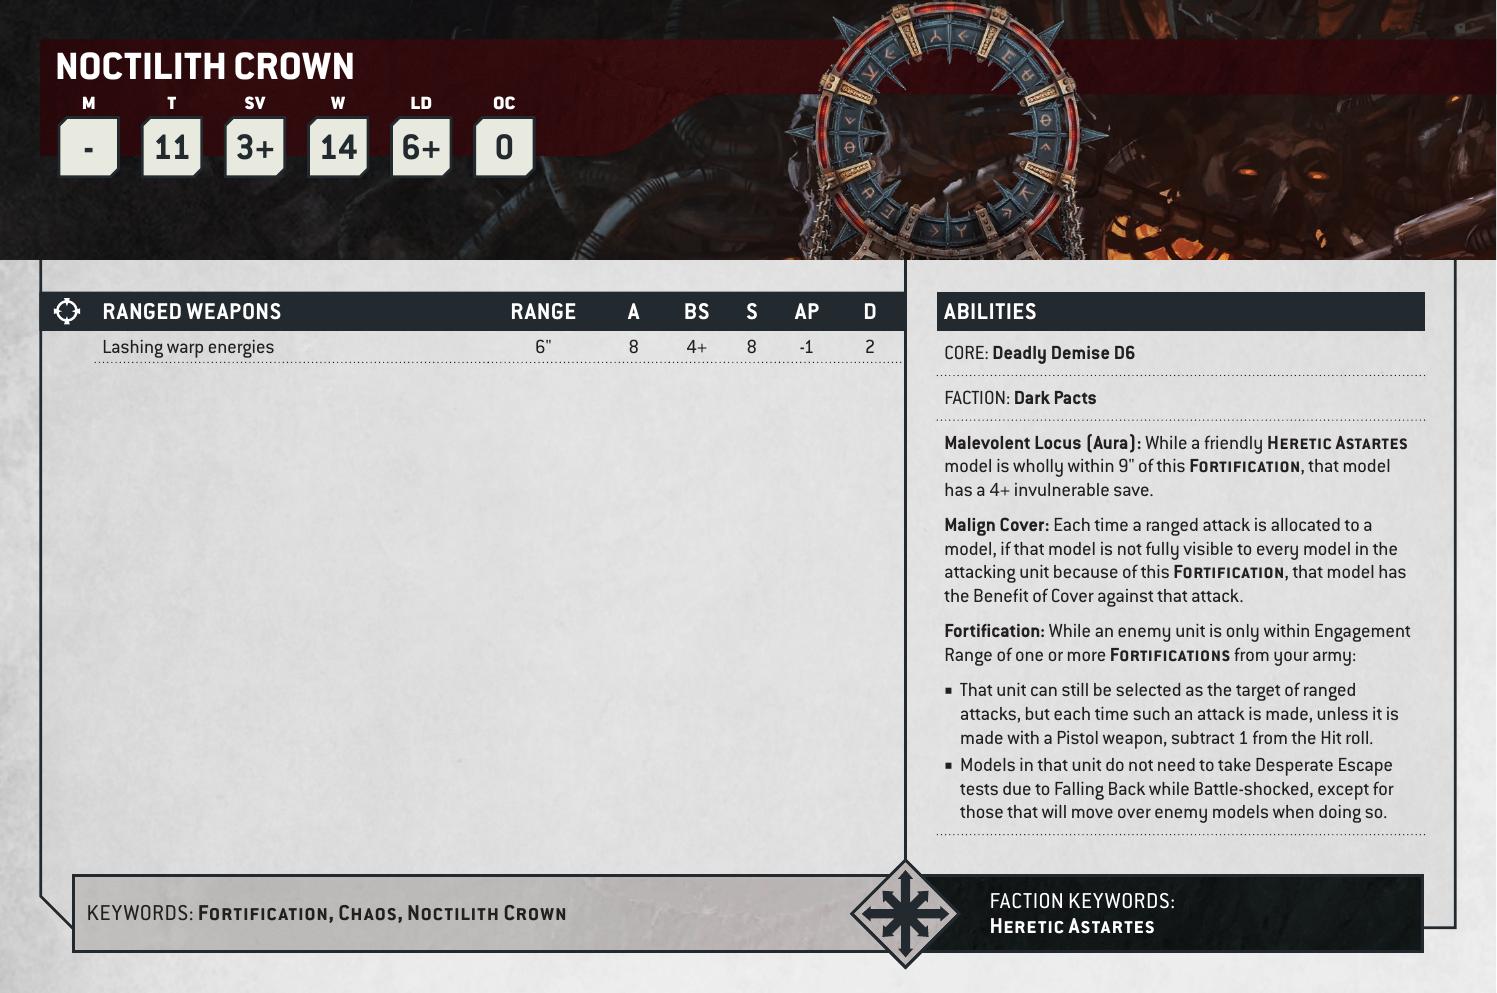 NOCTILITH CROWN
M T SV W LD OC
- 11 3+ 14 6+ 0
RANGED WEAPONS RANGE A BS S AP D
Lashing warp energies 6" 8 4+ 8 -1 2
ABILITIES
CORE: Deadly Demise D6
FACTION: Dark Pacts
Malevolent Locus (Aura): While a friendly HERETIC ASTARTES
model is wholly within 9" of this FORTIFICATION, that model
has a 4+ invulnerable save.
Malign Cover: Each time a ranged attack is allocated to a
model, if that model is not fully visible to every model in the
attacking unit because of this FORTIFICATION, that model has
the Benefit of Cover against that attack.
Fortification: While an enemy unit is only within Engagement
Range of one or more FORTIFICATIONS from your army:
▪ That unit can still be selected as the target of ranged
attacks, but each time such an attack is made, unless it is
made with a Pistol weapon, subtract 1 from the Hit roll.
▪ Models in that unit do not need to take Desperate Escape
tests due to Falling Back while Battle-shocked, except for
those that will move over enemy models when doing so.
KEYWORDS: FORTIFICATION, CHAOS, NOCTILITH CROWN
FACTION KEYWORDS:
HERETIC ASTARTES